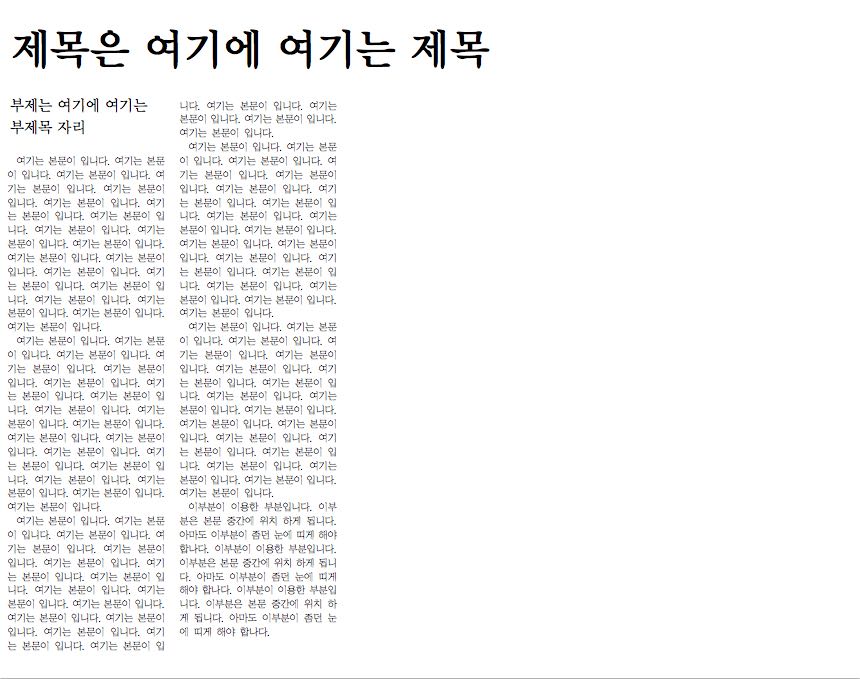 제목은 여기에 여기는 제목
부제는 여기에 여기는
부제목 자리
여기는 본문이 입니다. 여기는 본문
이 입니다. 여기는 본문이 입니다. 여
기는 본문이 입니다. 여기는 본문이
입니다. 여기는 본문이 입니다. 여기
는 본문이 입니다. 여기는 본문이 입
니다. 여기는 본문이 입니다. 여기는
본문이 입니다. 여기는 본문이 입니다.
여기는 본문이 입니다. 여기는 본문이
입니다. 여기는 본문이 입니다. 여기
는 본문이 입니다. 여기는 본문이 입
니다. 여기는 본문이 입니다. 여기는
본문이 입니다. 여기는 본문이 입니다.
여기는 본문이 입니다.
여기는 본문이 입니다. 여기는 본문
이 입니다. 여기는 본문이 입니다. 여
기는 본문이 입니다. 여기는 본문이
입니다. 여기는 본문이 입니다. 여기
는 본문이 입니다. 여기는 본문이 입
니다. 여기는 본문이 입니다. 여기는
본문이 입니다. 여기는 본문이 입니다.
여기는 본문이 입니다. 여기는 본문이
입니다. 여기는 본문이 입니다. 여기
는 본문이 입니다. 여기는 본문이 입
니다. 여기는 본문이 입니다. 여기는
본문이 입니다. 여기는 본문이 입니다.
여기는 본문이 입니다.
여기는 본문이 입니다. 여기는 본문
이 입니다. 여기는 본문이 입니다. 여
기는 본문이 입니다. 여기는 본문이
입니다. 여기는 본문이 입니다. 여기
는 본문이 입니다. 여기는 본문이 입
니다. 여기는 본문이 입니다. 여기는
본문이 입니다. 여기는 본문이 입니다.
여기는 본문이 입니다. 여기는 본문이
입니다. 여기는 본문이 입니다. 여기
는 본문이 입니다. 여기는 본문이 입
니다. 여기는 본문이 입니다. 여기는
본문이 입니다. 여기는 본문이 입니다.
여기는 본문이 입니다.
여기는 본문이 입니다. 여기는 본문
이 입니다. 여기는 본문이 입니다. 여
기는 본문이 입니다. 여기는 본문이
입니다. 여기는 본문이 입니다. 여기
는 본문이 입니다. 여기는 본문이 입
니다. 여기는 본문이 입니다. 여기는
본문이 입니다. 여기는 본문이 입니다.
여기는 본문이 입니다. 여기는 본문이
입니다. 여기는 본문이 입니다. 여기
는 본문이 입니다. 여기는 본문이 입
니다. 여기는 본문이 입니다. 여기는
본문이 입니다. 여기는 본문이 입니다.
여기는 본문이 입니다.
여기는 본문이 입니다. 여기는 본문
이 입니다. 여기는 본문이 입니다. 여
기는 본문이 입니다. 여기는 본문이
입니다. 여기는 본문이 입니다. 여기
는 본문이 입니다. 여기는 본문이 입
니다. 여기는 본문이 입니다. 여기는
본문이 입니다. 여기는 본문이 입니다.
여기는 본문이 입니다. 여기는 본문이
입니다. 여기는 본문이 입니다. 여기
는 본문이 입니다. 여기는 본문이 입
니다. 여기는 본문이 입니다. 여기는
본문이 입니다. 여기는 본문이 입니다.
여기는 본문이 입니다.
이부분이 이용한 부분입니다. 이부
분은 본문 중간에 위치 하게 됩니다.
아마도 이부분이 좀던 눈에 띠게 해야
합니다. 이부분이 이용한 부분입니다.
이부분은 본문 중간에 위치 하게 됩니
다. 아마도 이부분이 좀던 눈에 띠게
해야 합니다. 이부분이 이용한 부분입
니다. 이부분은 본문 중간에 위치 하
게 됩니다. 아마도 이부분이 좀던 눈
에 띠게 해야 합니다.